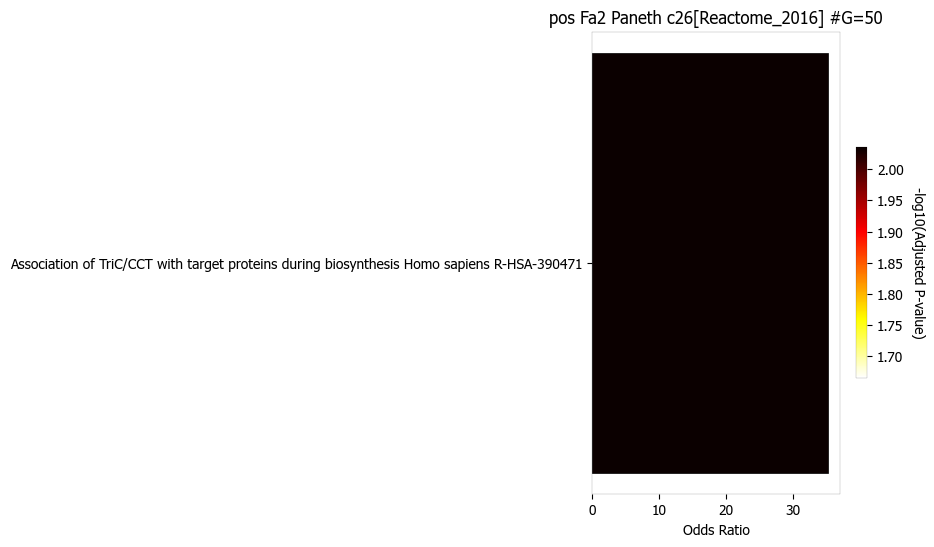 pos Fa2 Paneth c26[Reactome_2016] #G=50
Association of TriC/CCT with target proteins during biosynthesis Homo sapiens R-HSA-390471
0 10 20 30
Odds Ratio
2.00
1.95
1.90
1.85
1.80
1.75
1.70
-log10(Adjusted P-value)